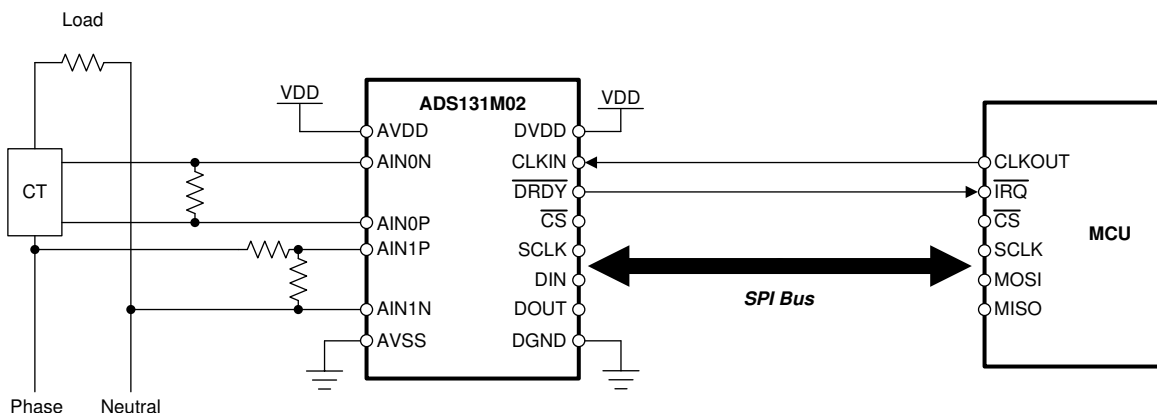 Load
VDD
ADS131M02
VDD
AVDD
DVDD
AIN0N
CLKIN
CLKOUT
CT
DRDY
IRQ
AIN0P
CS
CS
MCU
AIN1P
SCLK
SCLK
DIN
MOSI
SPI Bus
AIN1N
DOUT
MISO
AVSS
DGND
Phase
Neutral